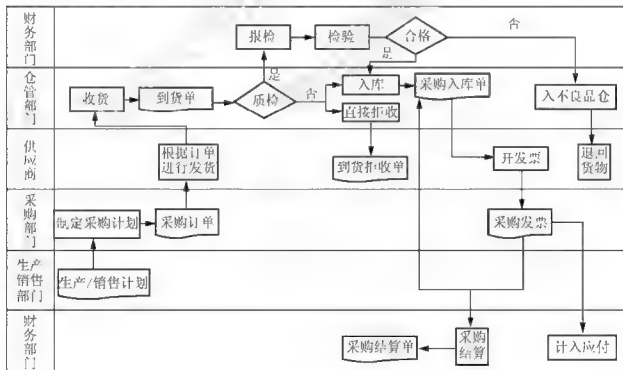 财务部门
报检
检验
合格
否
是
仓管部门
收货
到货单
质检
是
否
入库
直接拒收
采购入库单
入不良品仓
供应商
根据订单
进行发货
到货拒收单
开发票
退回
货物
采购部门
制定采购计划
采购订单
采购发票
生产
销售
部门
生产/销售计划
财务部门
采购结算单
采购
结算
计入应付